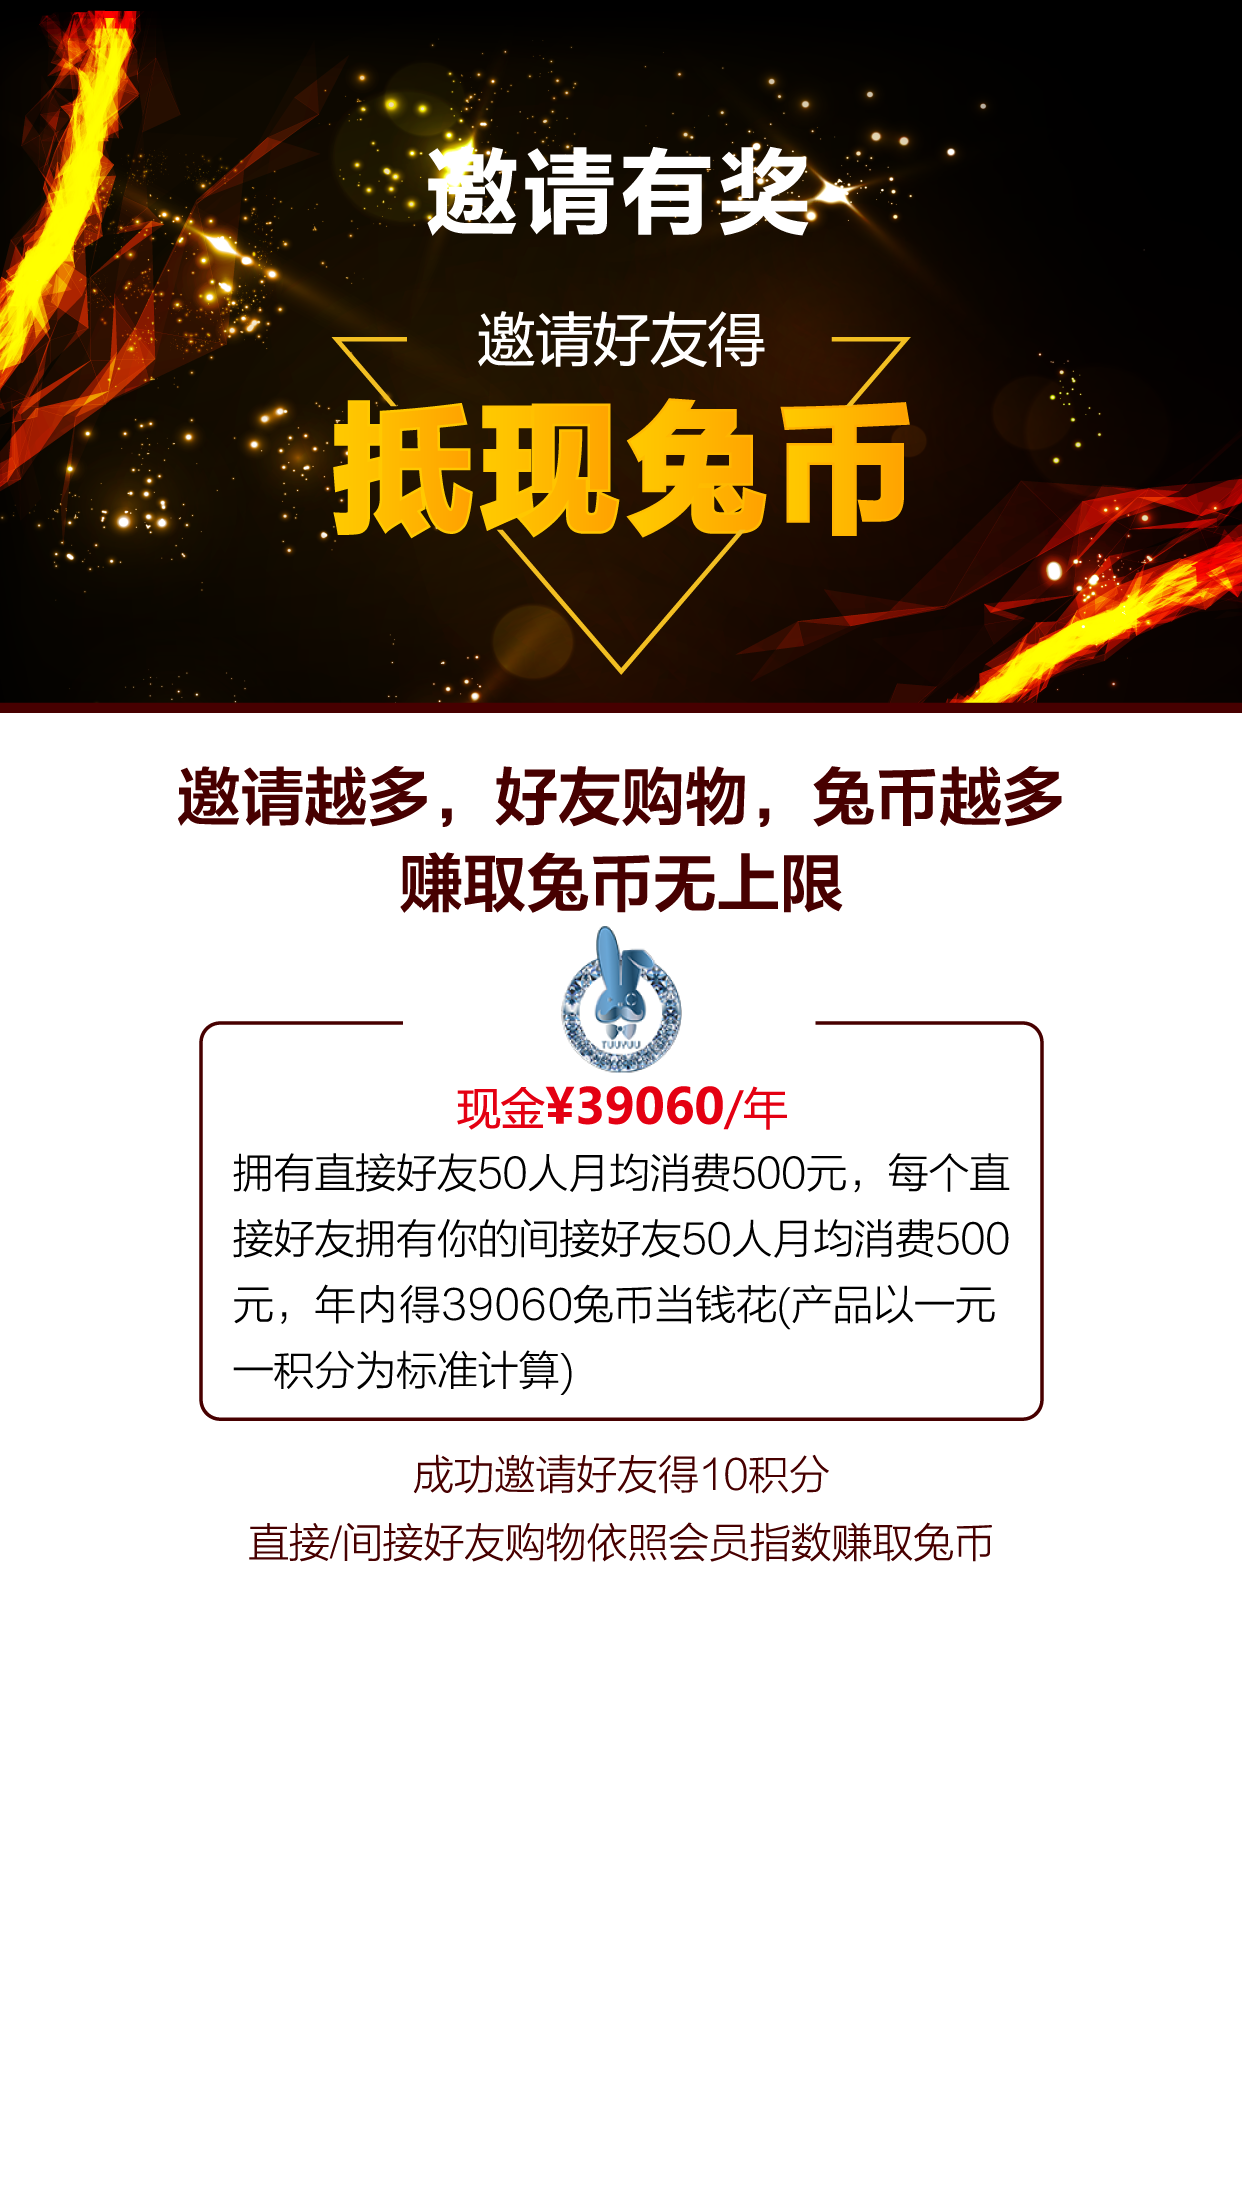 邀请有奖
邀请好友得
抵现兔币
邀请越多，好友购物，兔币越多
赚取兔币无上限
TUUYUU
现金¥39060/年
拥有直接好友50人月均消费500元，每个直
接好友拥有你的间接好友50人月均消费500
元，年内得39060兔币当钱花(产品以一元
一积分为标准计算)
成功邀请好友得10积分
直接/间接好友购物依照会员指数赚取兔币